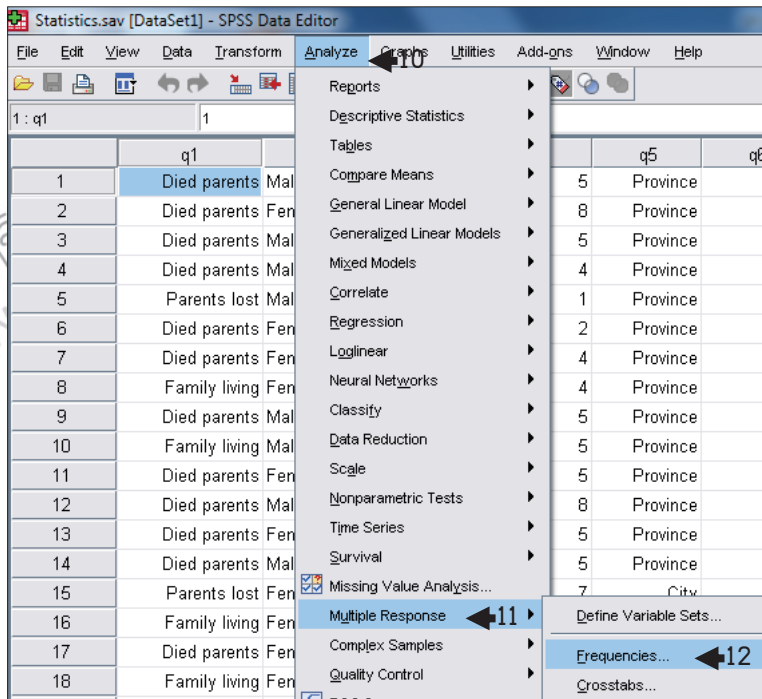 Statistics.sav [DataSet1] - SPSS Data Editor
File Edit View Data Transform Analyze Graphs Utilities Add-ons Window Help
10
1 : q1 1
q1 q5
1 Died parents Mal 5 Province
2 Died parents Fen 8 Province
3 Died parents Mal 5 Province
4 Died parents Mal 4 Province
5 Parents lost Mal 1 Province
6 Died parents Fen 2 Province
7 Died parents Fen 4 Province
8 Family living Fen 4 Province
9 Died parents Mal 5 Province
10 Family living Mal 5 Province
11 Died parents Fen 5 Province
12 Died parents Mal 8 Province
13 Died parents Fen 5 Province
14 Died parents Mal 5 Province
15 Parents lost Fen 7 City
16 Family living Fen
17 Died parents Fen
18 Family living Fen
Reports
Descriptive Statistics
Tables
Compare Means
General Linear Model
Generalized Linear Models
Mixed Models
Correlate
Regression
Loglinear
Neural Networks
Classify
Data Reduction
Scale
Nonparametric Tests
Time Series
Survival
Missing Value Analysis...
Multiple Response 11
Complex Samples
Quality Control
Define Variable Sets...
Frequencies... 12
Crosstabs...